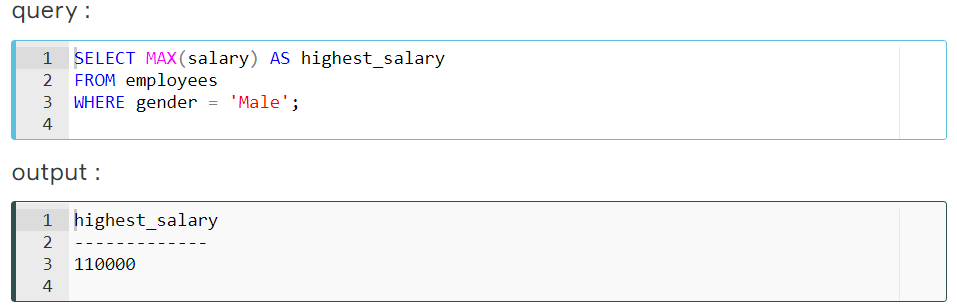 query :
1 SELECT MAX(salary) AS highest_salary
2 FROM employees
3 WHERE gender = 'Male';
4
output :
1 highest_salary
2 -------------
3 110000
4